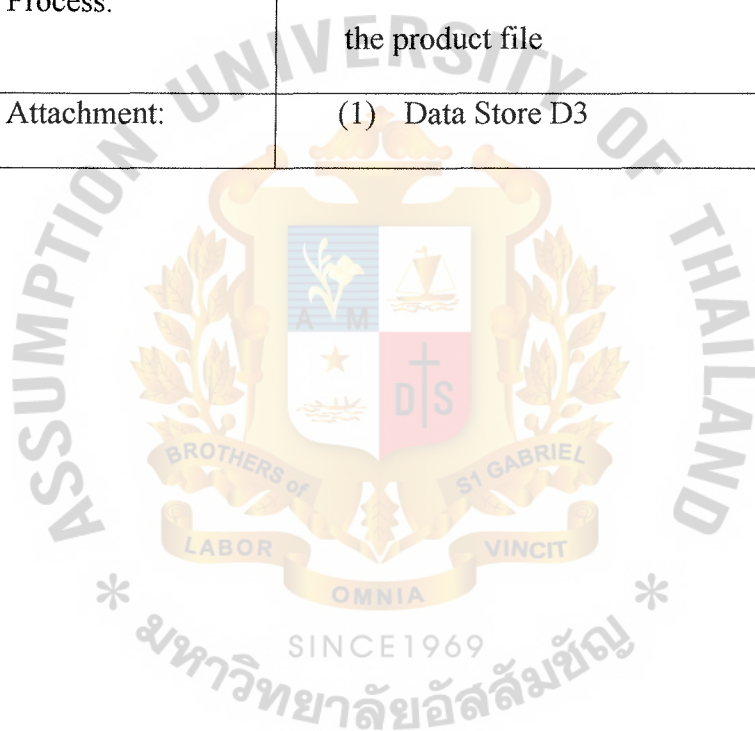 Process:
the product file
Attachment: (1) Data Store D3
ASSUMPTION UNIVERSITY OF THAILAND
A M
D S
BROTHERS of ST GABRIEL
LABOR OMNIA VINCIT
SINCE1969
* มหาวิทยาลัยอัสสัมชัญ *